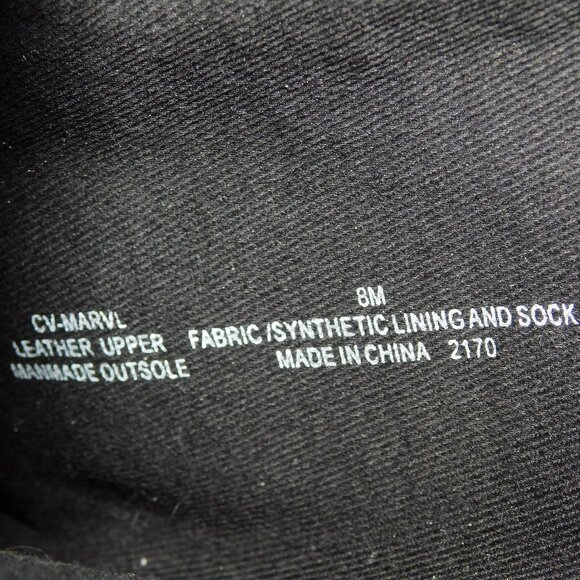 CV-MARVL
LEATHER UPPER
MANMADE OUTSOLE
8M
FABRIC /SYNTHETIC LINING AND SOCK
MADE IN CHINA 2170